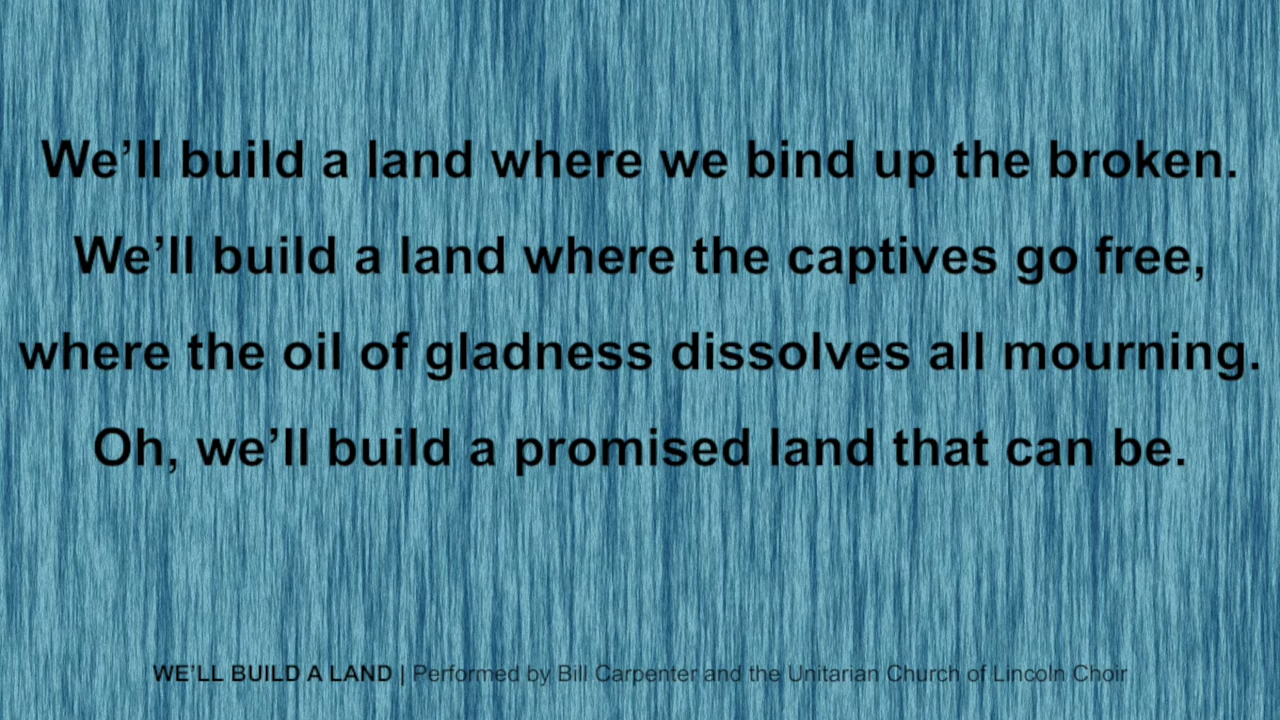 We’ll build a land where we bind up the broken.
We’ll build a land where the captives go free,
where the oil of gladness dissolves all mourning.
Oh, we’ll build a promised land that can be.
WE’LL BUILD A LAND | Performed by Bill Carpenter and the Unitarian Church of Lincoln Choir